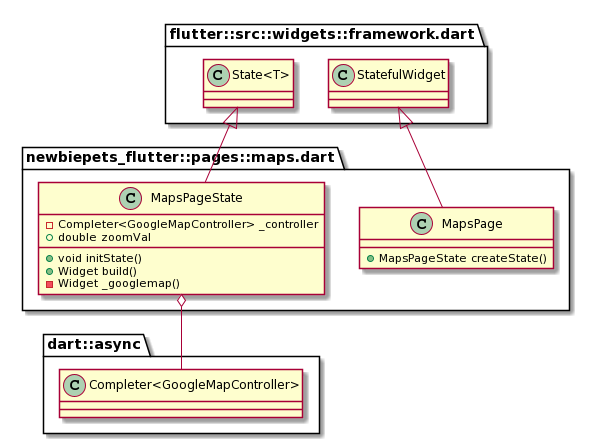 flutter::src::widgets::framework.dart
C State<T>
C StatefulWidget
newbiepets_flutter::pages::maps.dart
C MapsPageState
Completer<GoogleMapController> _controller
double zoomVal
void initState()
Widget build()
Widget _googlemap()
C MapsPage
MapsPageState createState()
dart::async
C Completer<GoogleMapController>